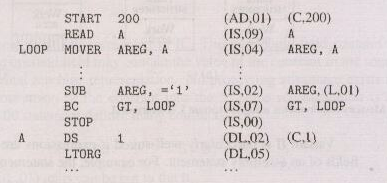 START 200 (AD,01) (C,200)
READ A (IS,09) A
LOOP MOVER AREG, A (IS,04) AREG, A
⋮ ⋮
SUB AREG, ='1' (IS,02) AREG, (L,01)
BC GT, LOOP (IS,07) GT, LOOP
STOP (IS,00)
A DS 1 (DL,02) (C,1)
LTORG (DL,05)
... ...